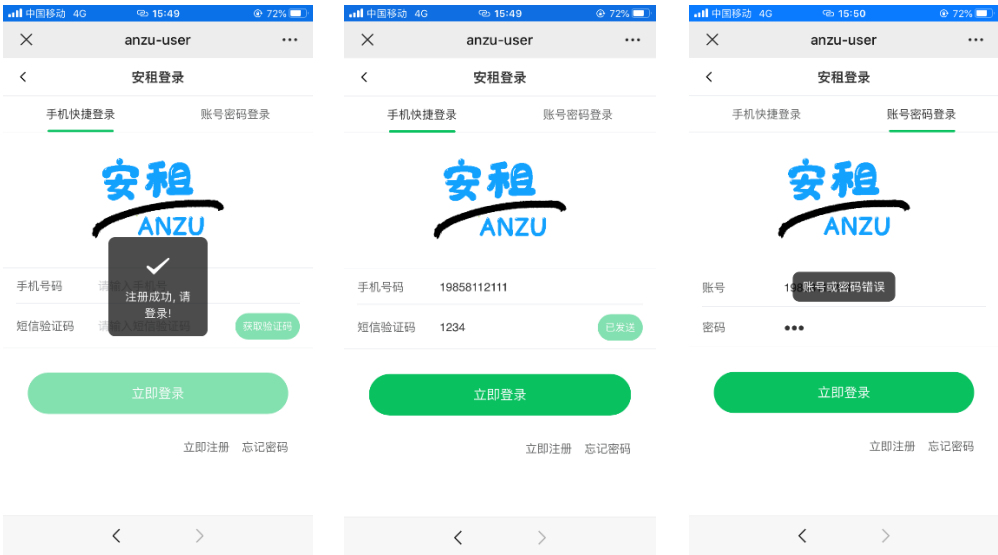 中国移动 4G 15:49 72%
anzu-user
安租登录
手机快捷登录 账号密码登录
安租
ANZU
注册成功, 请
登录!
手机号码
短信验证码 获取验证码
立即登录
立即注册 忘记密码
中国移动 4G 15:49 72%
anzu-user
安租登录
手机快捷登录 账号密码登录
安租
ANZU
手机号码 19858112111
短信验证码 1234 已发送
立即登录
立即注册 忘记密码
中国移动 4G 15:50 72%
anzu-user
安租登录
手机快捷登录 账号密码登录
安租
ANZU
账号 198
账号或密码错误
密码 •••
立即登录
立即注册 忘记密码